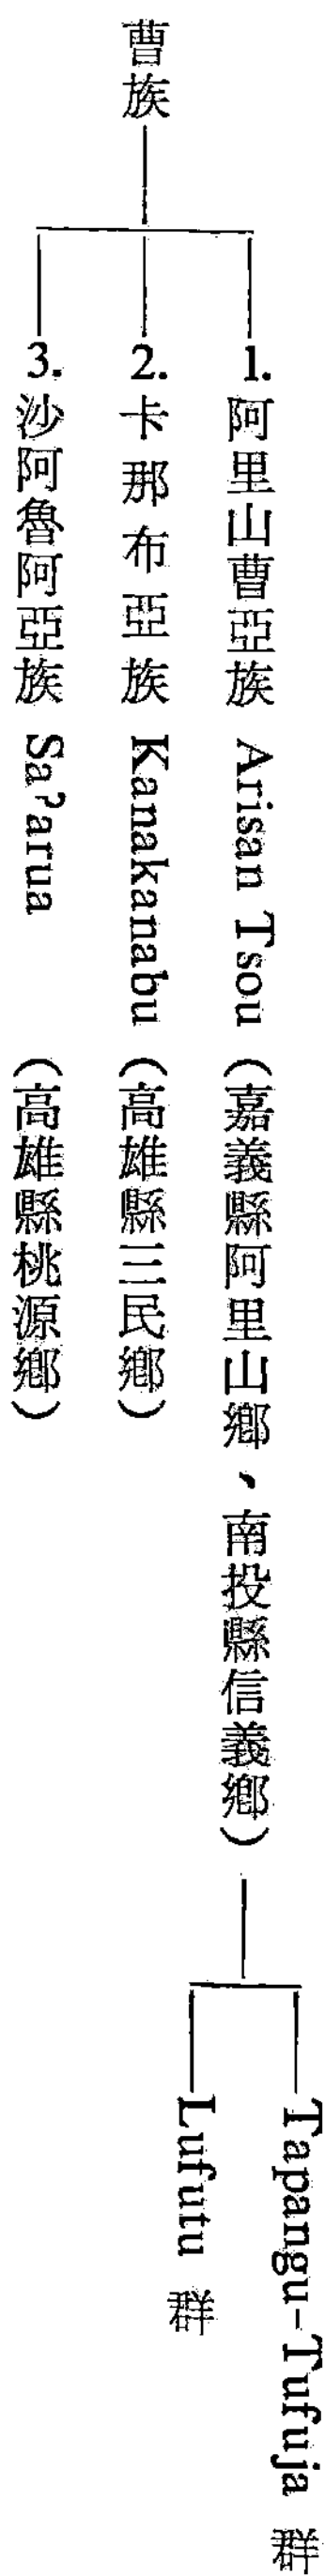 曹族
1. 阿里山曹亞族 Arisan Tsou（嘉義縣阿里山鄉、南投縣信義鄉）
Tapangu-Tufuja 群
Lufutu 群
2. 卡那布亞族 Kanakanabu（高雄縣三民鄉）
3. 沙阿魯阿亞族 Saˀarua（高雄縣桃源鄉）